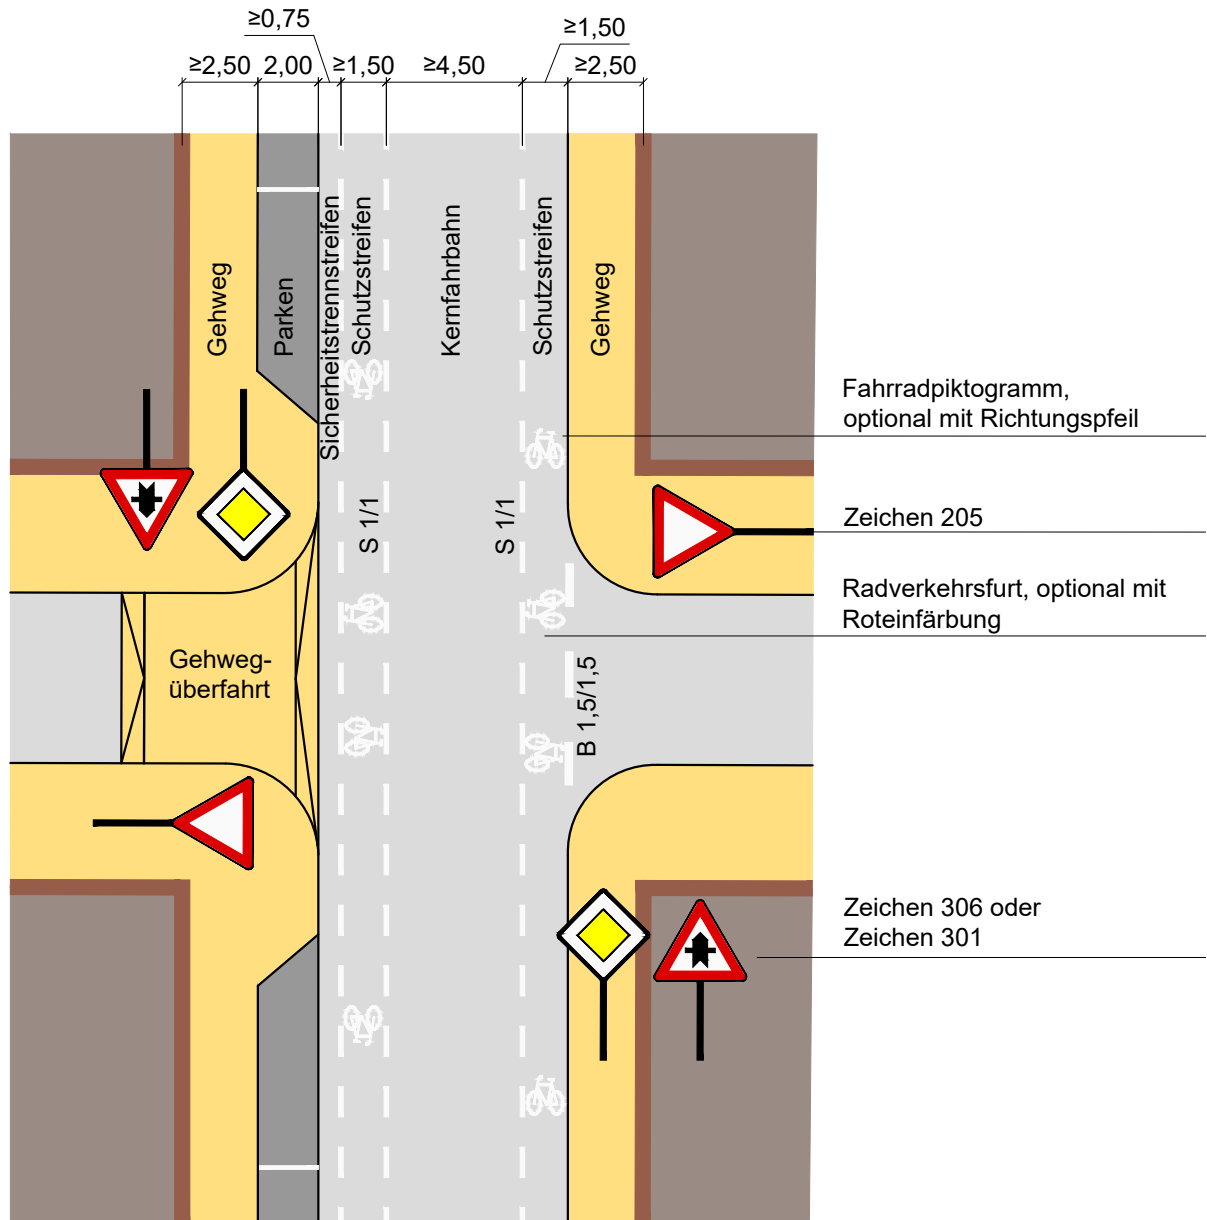 ≥0,75
≥1,50
≥2,50
2,00
≥1,50
≥4,50
≥2,50
Gehweg
Parken
Sicherheitstrennstreifen
Schutzstreifen
Kernfahrbahn
Schutzstreifen
Gehweg
Fahrradpiktogramm,
optional mit Richtungspfeil
S 1/1
S 1/1
Zeichen 205
Radverkehrsfurt, optional mit
Roteinfärbung
Gehweg-
überfahrt
B 1,5/1,5
Zeichen 306 oder
Zeichen 301